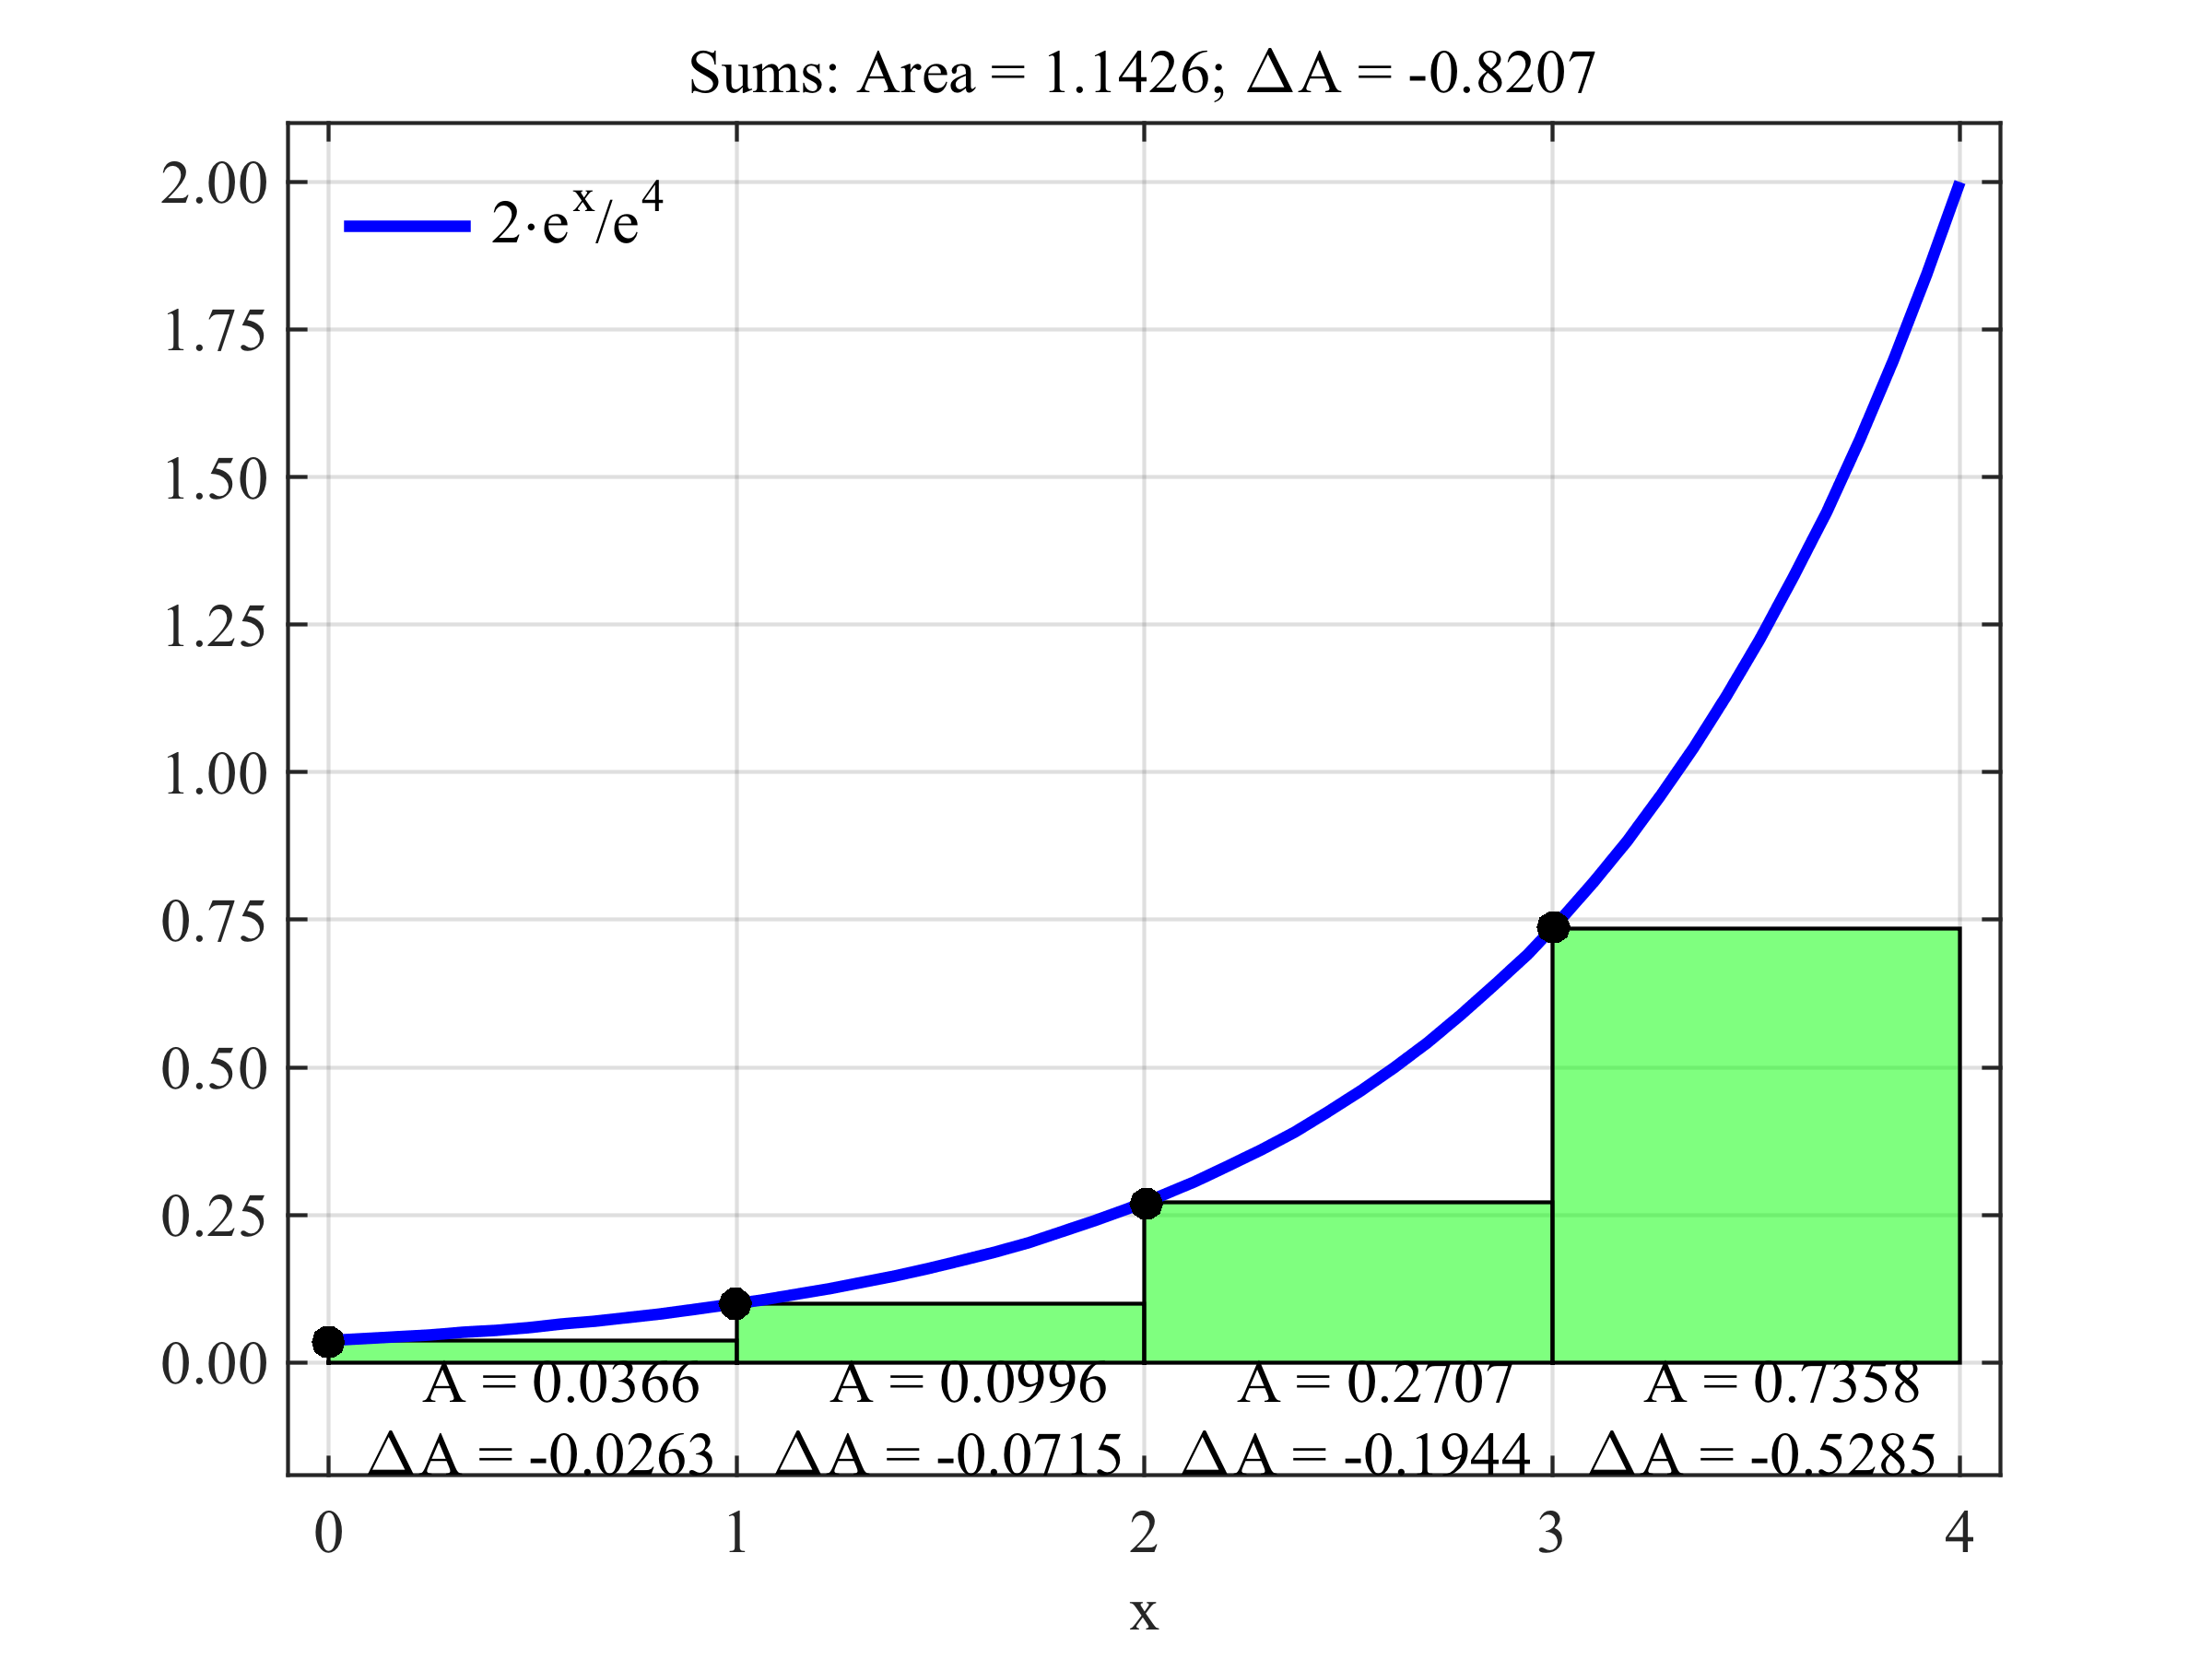 Sums: Area = 1.1426; ΔA = -0.8207
2·eˣ/e⁴
2.00
1.75
1.50
1.25
1.00
0.75
0.50
0.25
0.00
A = 0.0366 A = 0.0996 A = 0.2707 A = 0.7358
ΔA = -0.0263 ΔA = -0.0715 ΔA = -0.1944 ΔA = -0.5285
0 1 2 3 4
x